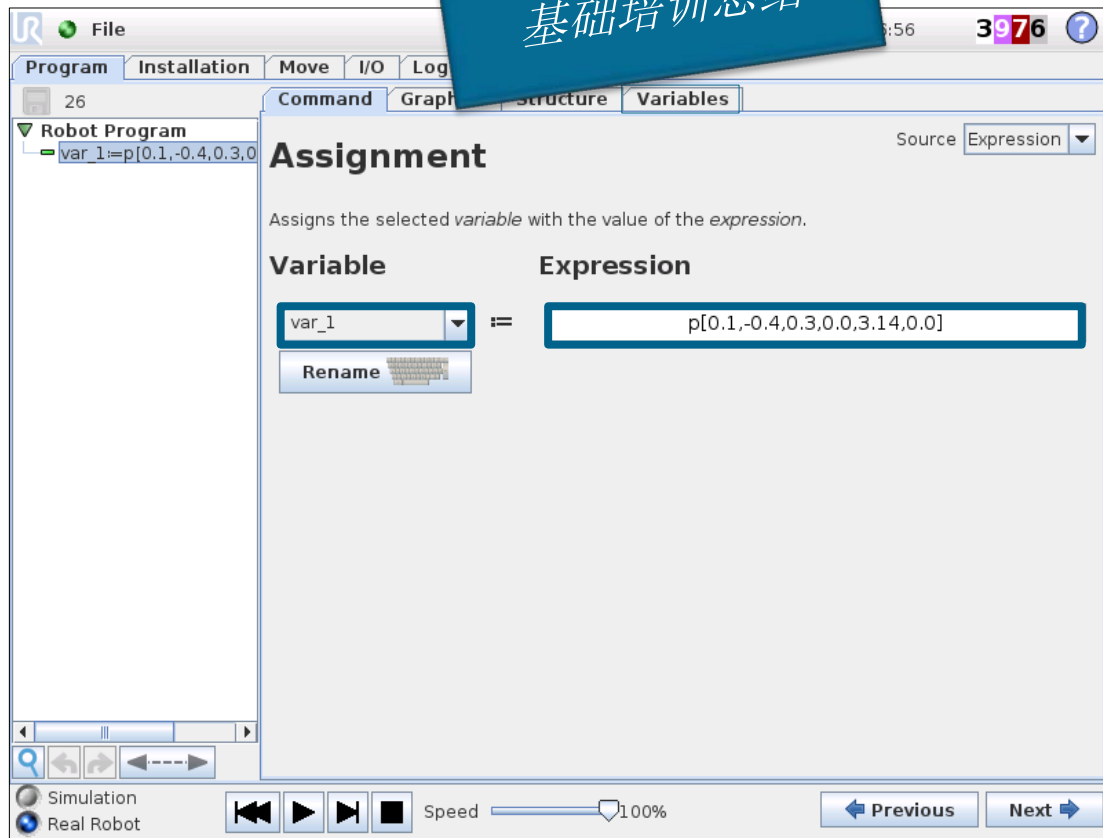 基础培训总结
File
:56
3976
?
Program Installation Move I/O Log
26
Command Graph Structure Variables
Robot Program
var_1:=p[0.1,-0.4,0.3,0
Source Expression
Assignment
Assigns the selected variable with the value of the expression.
Variable Expression
var_1 := p[0.1,-0.4,0.3,0.0,3.14,0.0]
Rename
Simulation
Real Robot
Speed 100%
Previous Next